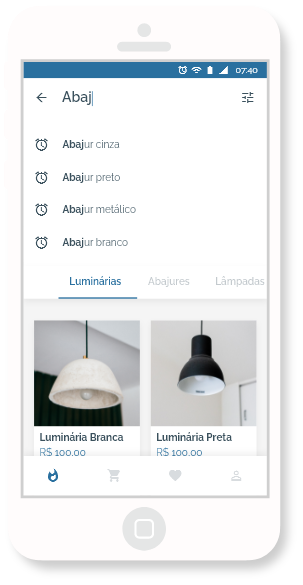 07:40
Abaj
Abajur cinza
Abajur preto
Abajur metálico
Abajur branco
Luminárias Abajures Lâmpadas
Luminária Branca Luminária Preta
R$ 100,00 R$ 100,00